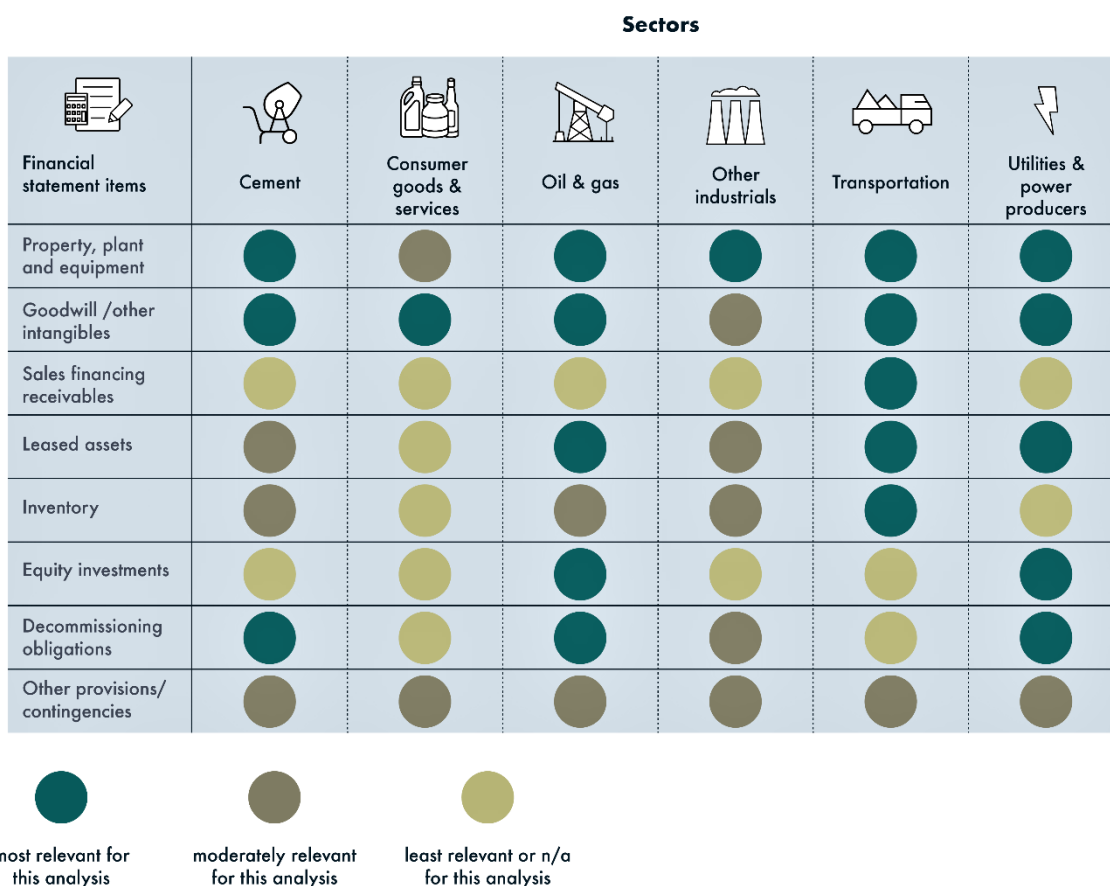 Sectors
Financial
statement items
Cement
Consumer
goods &
services
Oil & gas
Other
industrials
Transportation
Utilities &
power
producers
Property, plant
and equipment
Goodwill /other
intangibles
Sales financing
receivables
Leased assets
Inventory
Equity investments
Decommissioning
obligations
Other provisions/
contingencies
most relevant for
this analysis
moderately relevant
for this analysis
least relevant or n/a
for this analysis